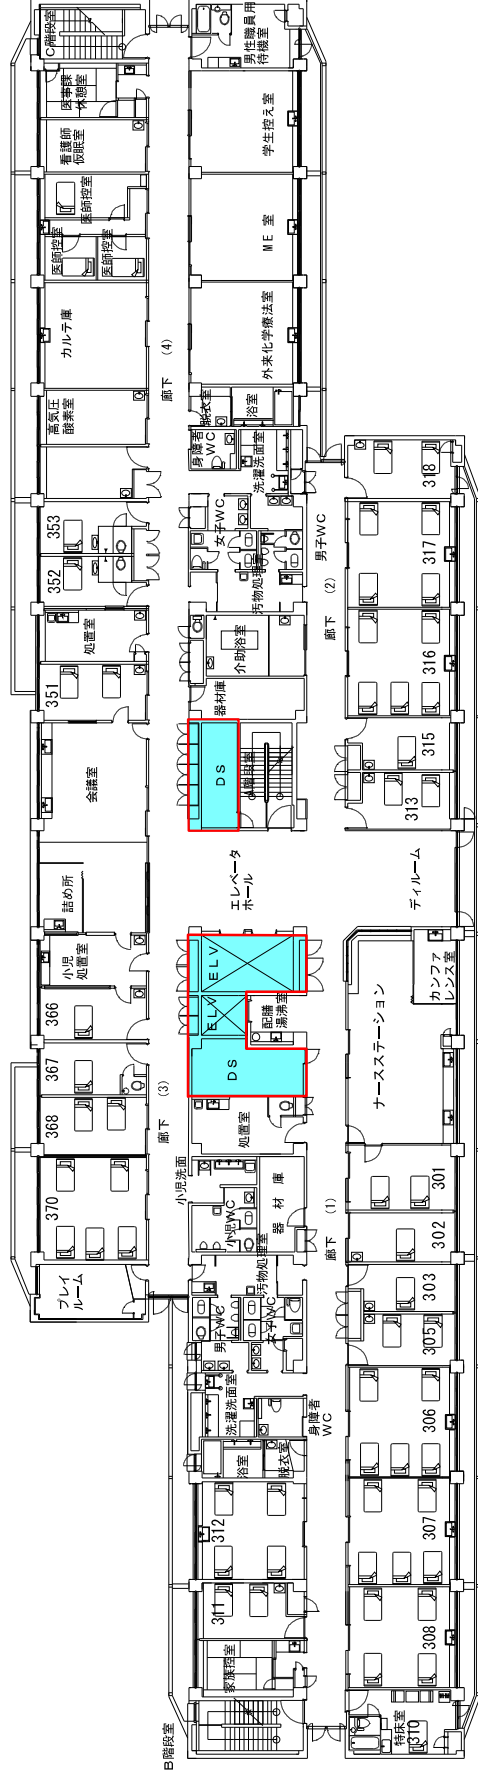 C階段室
医事課
休憩室
看護師
仮眠室
医師控室
医師控室
医師控室
カルテ庫
高気圧
酸素室
353
352
処置室
351
会議室
詰め所
小児
処置室
366
367
368
370
プレイ
ルーム
廊下 (4)
廊下 (3)
男性職員用
待機室
学生控え室
ME 室
外来化学療法室
浴室
脱衣室
身障者
WC
洗濯洗面室
女子WC
男子WC
汚物処理室
介助浴室
器材庫
DS
A階段室
エレベータ
ホール
ELV
ELV
配膳
湯沸室
DS
処置室
小児洗面
小児WC
器材庫
汚物処理室
男子WC
女子WC
洗濯洗面室
身障者
WC
浴室
脱衣室
312
311
家族控室
B階段室
廊下 (2)
廊下 (1)
318
317
316
315
313
ディルーム
カンファ
レンス室
ナースステーション
301
302
303
305
306
307
308
特床室
310